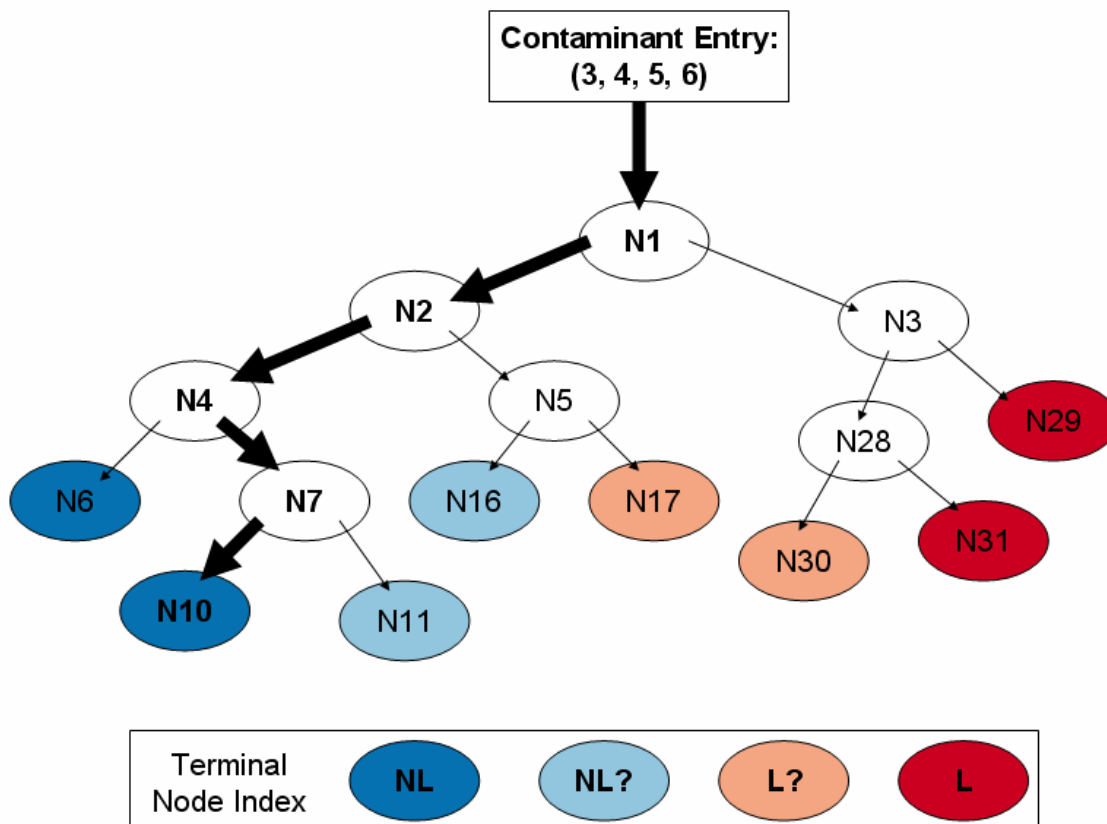 Contaminant Entry:
(3, 4, 5, 6)
N1
N2
N3
N4
N5
N28
N29
N6
N7
N16
N17
N30
N31
N10
N11
Terminal
Node Index
NL
NL?
L?
L